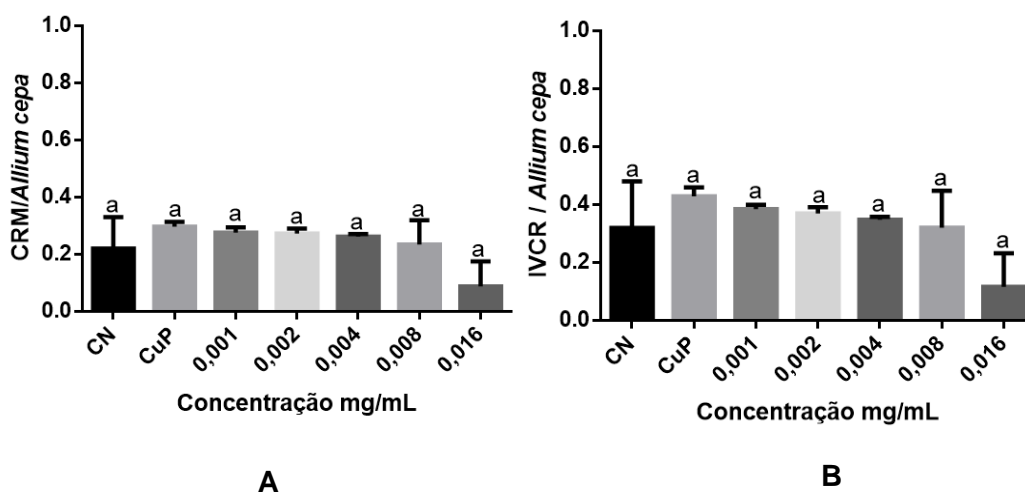 CRM/Allium cepa
1.0
0.8
0.6
0.4
0.2
0.0
a a a a a a a
CN CuP 0,001 0,002 0,004 0,008 0,016
Concentração mg/mL
A
IVCR / Allium cepa
1.0
0.8
0.6
0.4
0.2
0.0
a a a a a a a
CN CuP 0,001 0,002 0,004 0,008 0,016
Concentração mg/mL
B